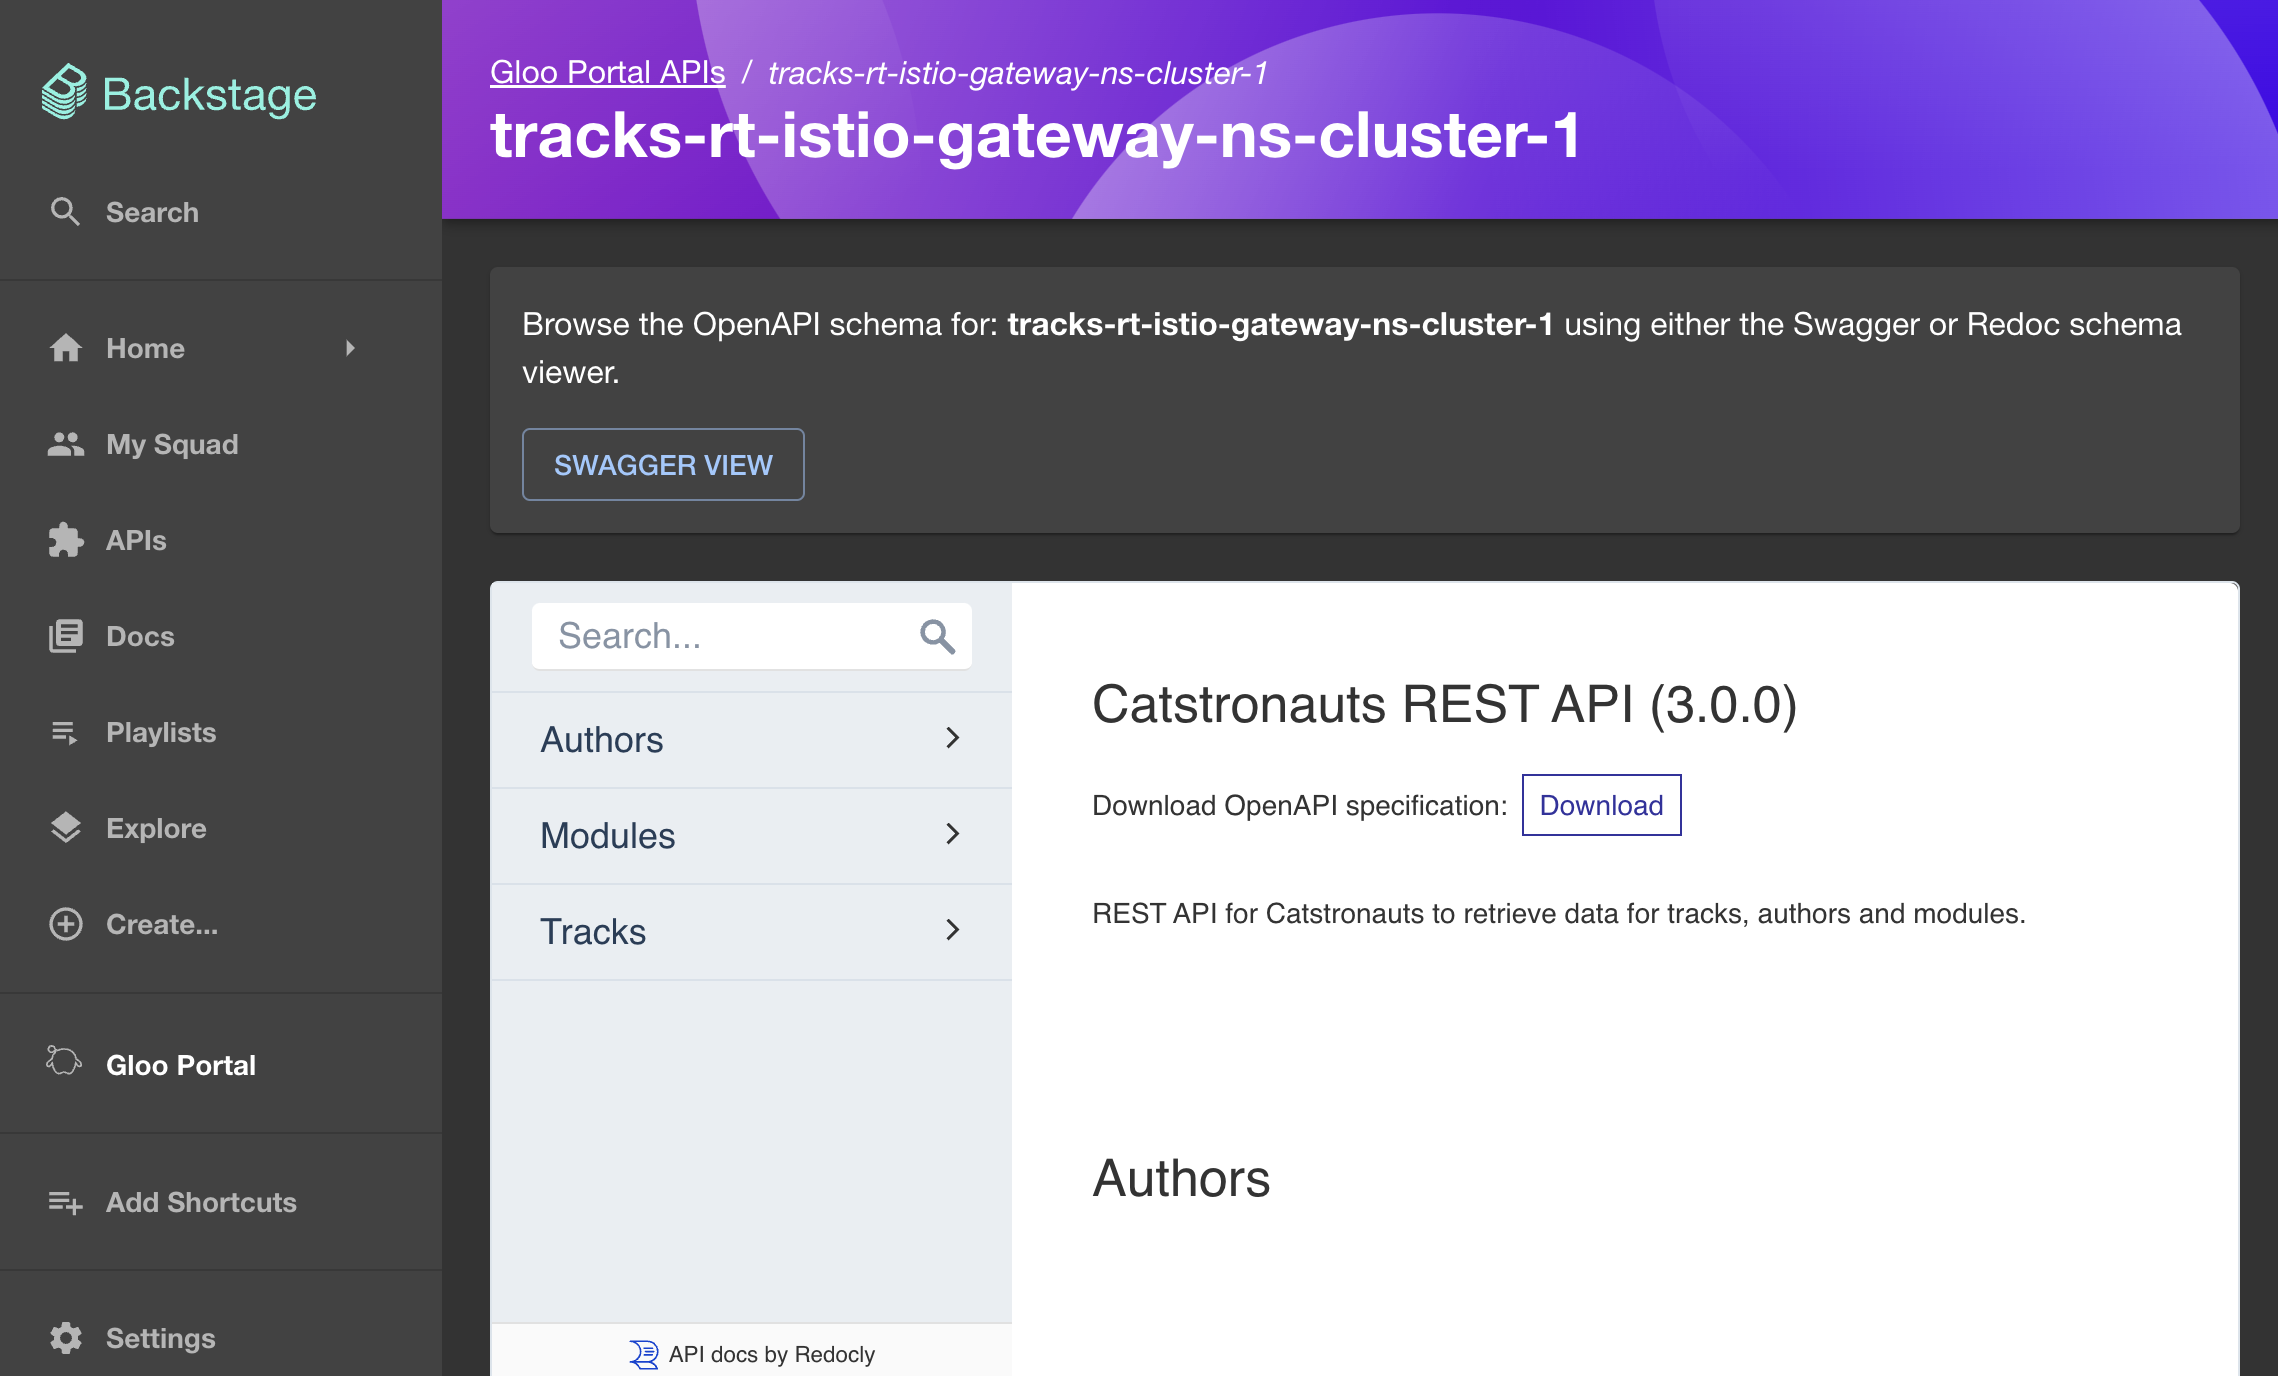 Backstage
Search
Home
My Squad
APIs
Docs
Playlists
Explore
Create...
Gloo Portal
Add Shortcuts
Settings
Gloo Portal APIs / tracks-rt-istio-gateway-ns-cluster-1
tracks-rt-istio-gateway-ns-cluster-1
Browse the OpenAPI schema for: tracks-rt-istio-gateway-ns-cluster-1 using either the Swagger or Redoc schema
viewer.
SWAGGER VIEW
Search...
Authors
Modules
Tracks
API docs by Redocly
Catstronauts REST API (3.0.0)
Download OpenAPI specification: Download
REST API for Catstronauts to retrieve data for tracks, authors and modules.
Authors